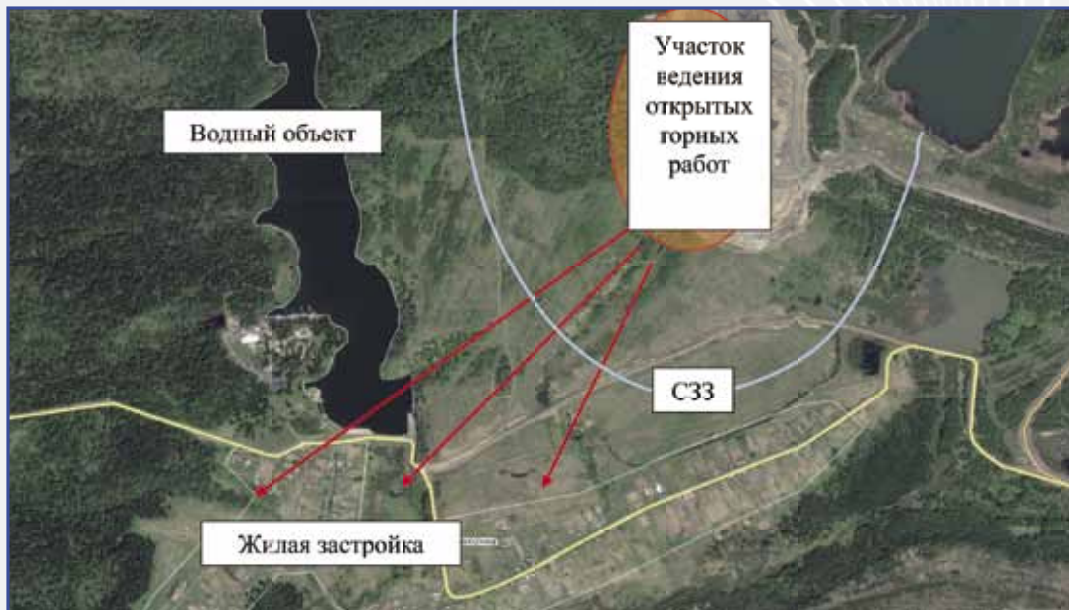 Участок
ведения
открытых
горных
работ
Водный объект
СЗЗ
Жилая застройка